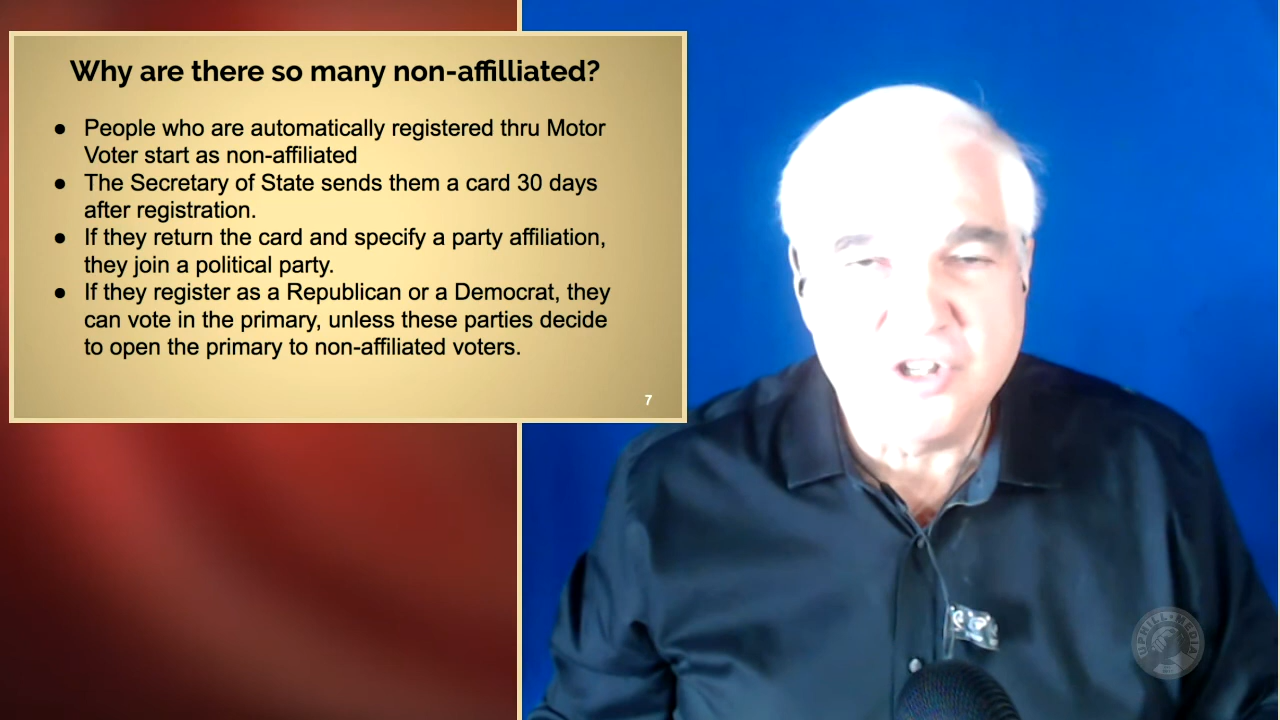 Why are there so many non-affilliated?
● People who are automatically registered thru Motor
Voter start as non-affiliated
● The Secretary of State sends them a card 30 days
after registration.
● If they return the card and specify a party affiliation,
they join a political party.
● If they register as a Republican or a Democrat, they
can vote in the primary, unless these parties decide
to open the primary to non-affiliated voters.
7
UPHILL MEDIA